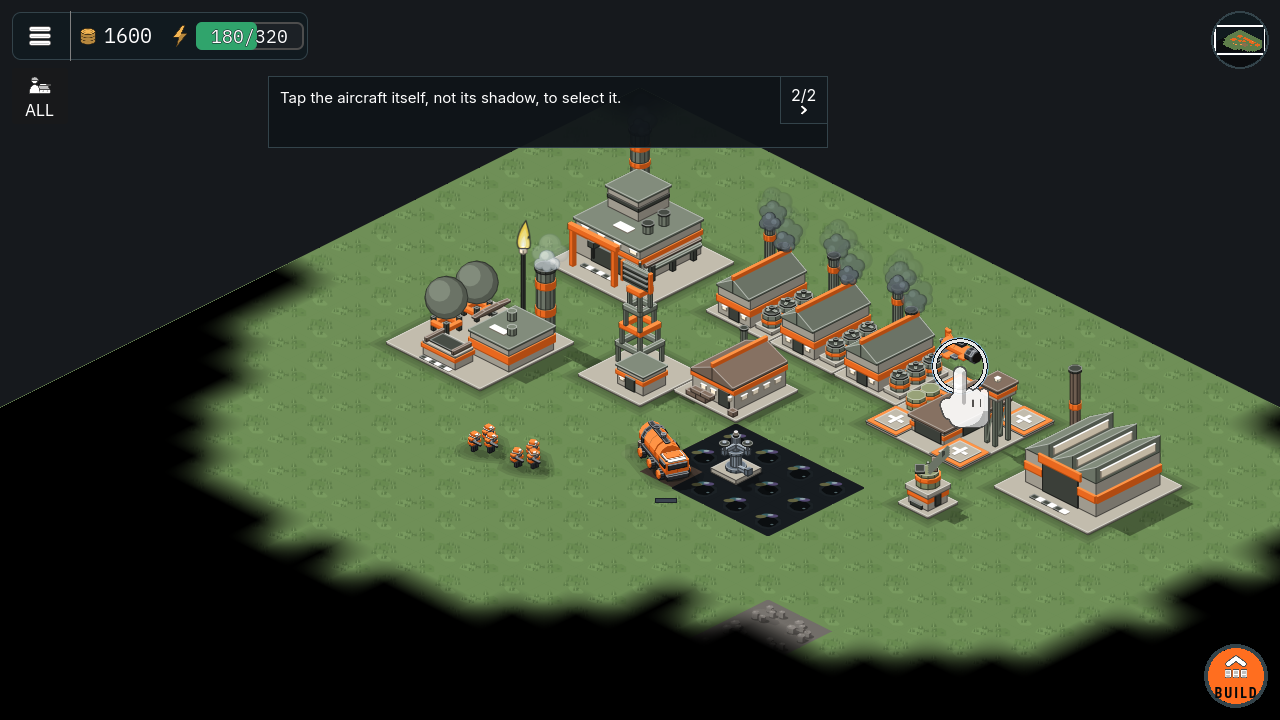 1600
180/320
ALL
Tap the aircraft itself, not its shadow, to select it.
2/2
BUILD